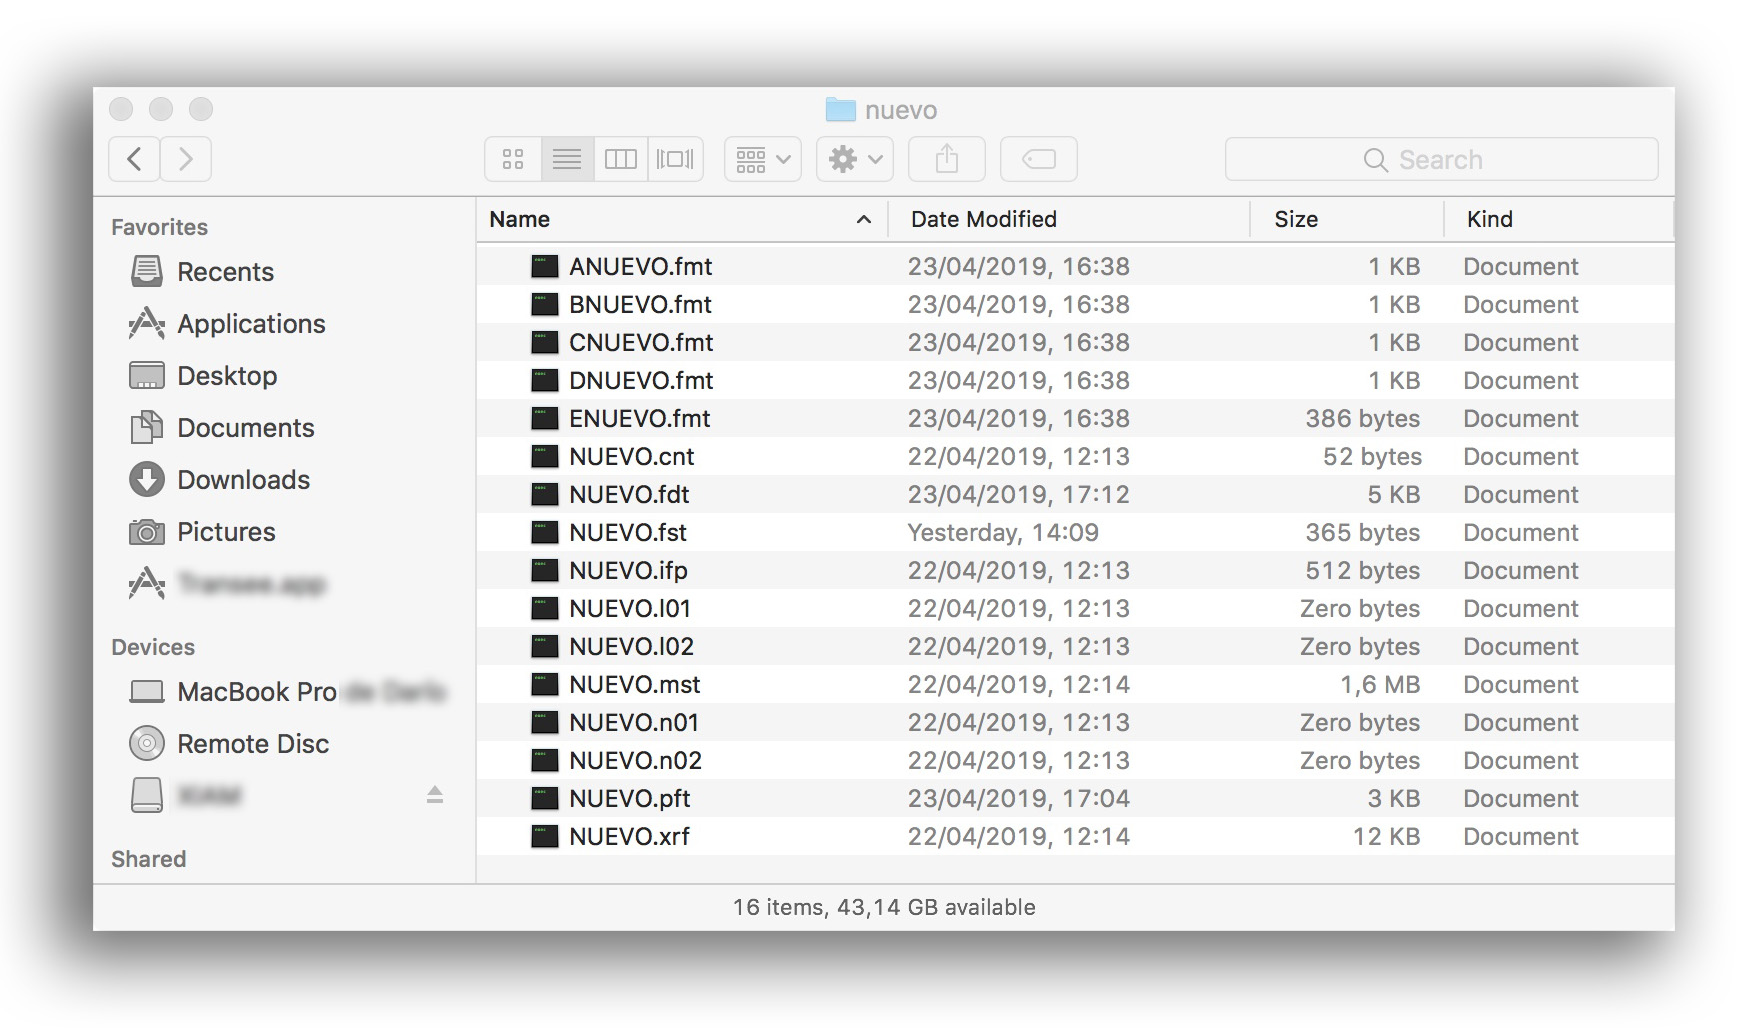 nuevo
Search
Favorites
Recents
Applications
Desktop
Documents
Downloads
Pictures
Devices
MacBook Pro
Remote Disc
Shared
Name Date Modified Size Kind
ANUEVO.fmt 23/04/2019, 16:38 1 KB Document
BNUEVO.fmt 23/04/2019, 16:38 1 KB Document
CNUEVO.fmt 23/04/2019, 16:38 1 KB Document
DNUEVO.fmt 23/04/2019, 16:38 1 KB Document
ENUEVO.fmt 23/04/2019, 16:38 386 bytes Document
NUEVO.cnt 22/04/2019, 12:13 52 bytes Document
NUEVO.fdt 23/04/2019, 17:12 5 KB Document
NUEVO.fst Yesterday, 14:09 365 bytes Document
NUEVO.ifp 22/04/2019, 12:13 512 bytes Document
NUEVO.l01 22/04/2019, 12:13 Zero bytes Document
NUEVO.l02 22/04/2019, 12:13 Zero bytes Document
NUEVO.mst 22/04/2019, 12:14 1,6 MB Document
NUEVO.n01 22/04/2019, 12:13 Zero bytes Document
NUEVO.n02 22/04/2019, 12:13 Zero bytes Document
NUEVO.pft 23/04/2019, 17:04 3 KB Document
NUEVO.xrf 22/04/2019, 12:14 12 KB Document
16 items, 43,14 GB available